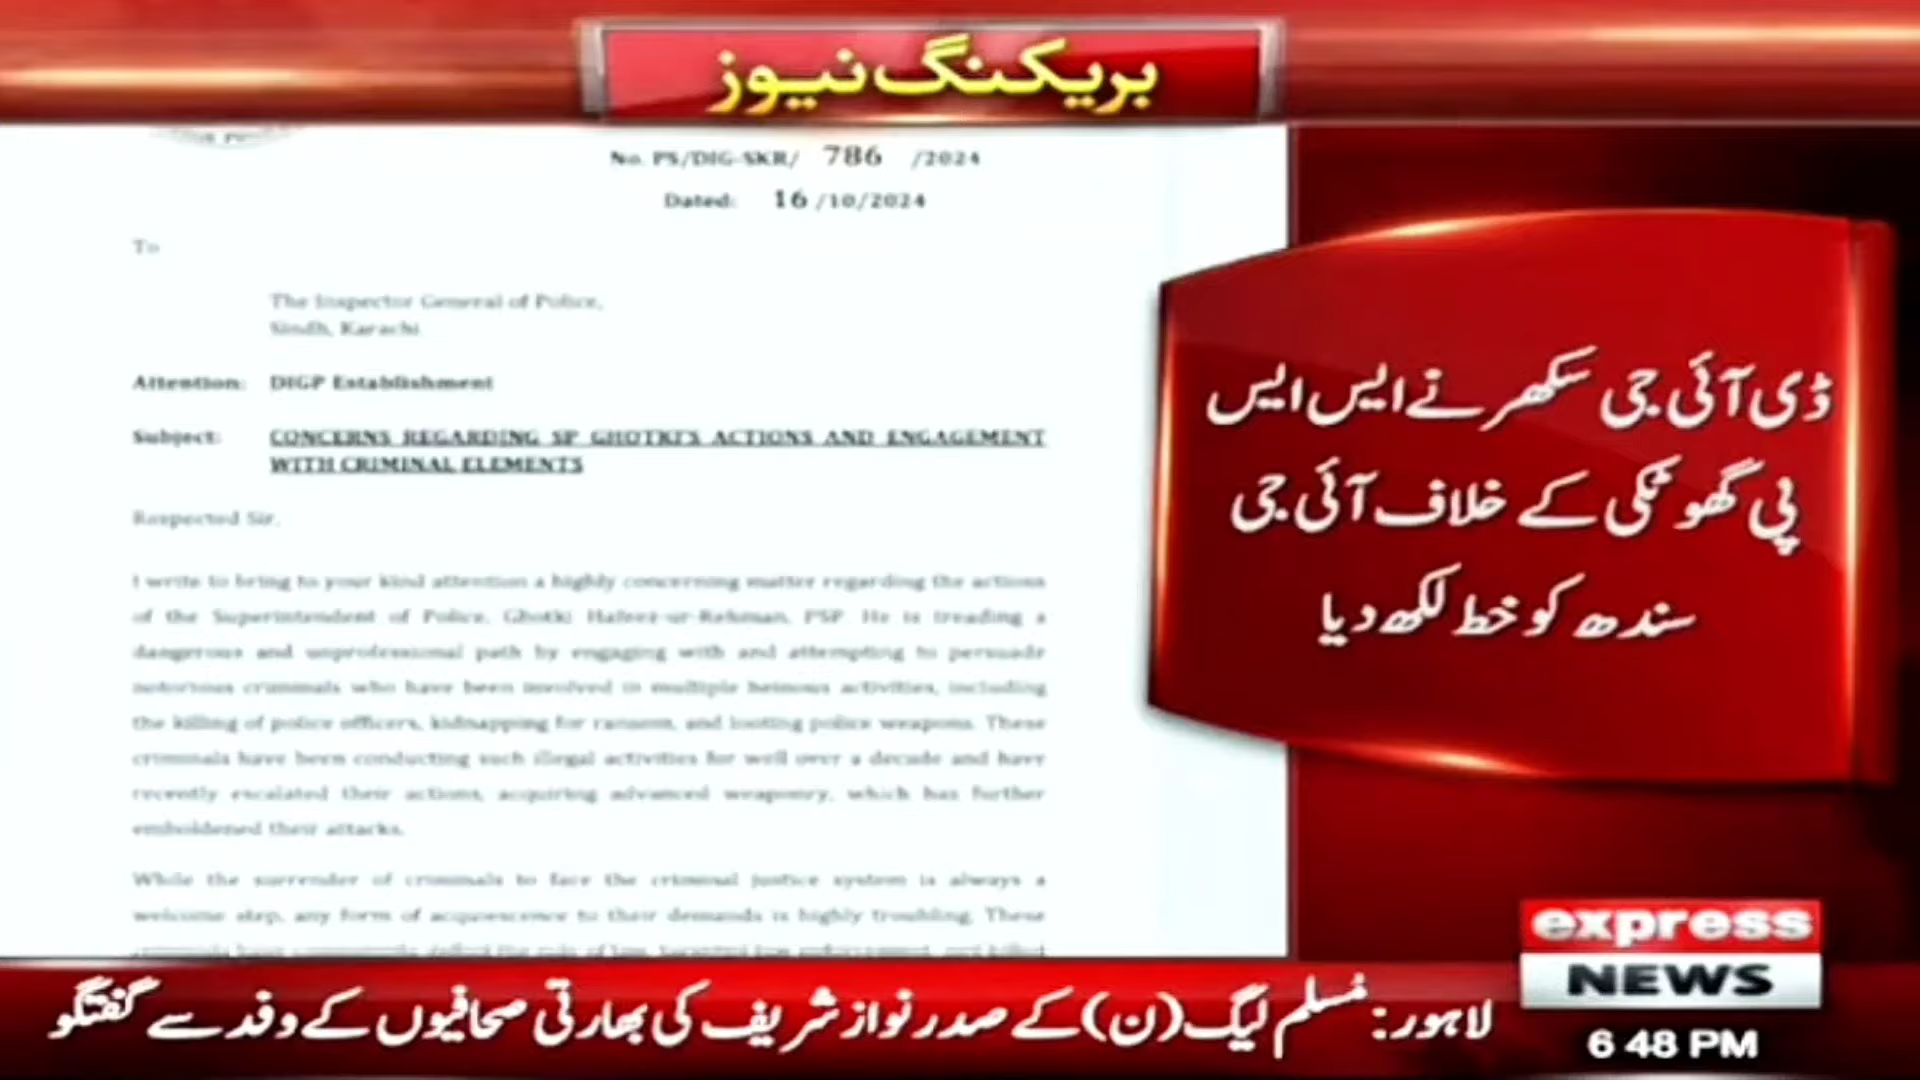 بریکنگ نیوز
No. PS/DIG-SKR/ 786 /2024
Dated: 16 /10/2024
To
The Inspector General of Police,
Sindh, Karachi
Attention: DIGP Establishment
Subject: CONCERNS REGARDING SP GHOTKI'S ACTIONS AND ENGAGEMENT
WITH CRIMINAL ELEMENTS
Respected Sir,
I write to bring to your kind attention a highly concerning matter regarding the actions
of the Superintendent of Police, Ghotki Hafeez-ur-Rehman, PSP. He is treading a
dangerous and unprofessional path by engaging with and attempting to persuade
notorious criminals who have been involved in multiple heinous activities, including
the killing of police officers, kidnapping for ransom, and looting police weapons. These
criminals have been conducting such illegal activities for well over a decade and have
recently escalated their actions, acquiring advanced weaponry, which has further
emboldened their attacks.
While the surrender of criminals to face the criminal justice system is always a
welcome step, any form of acquiescence to their demands is highly troubling. These
ڈی آئی جی سکھر نے ایس ایس
پی گھوٹکی کے خلاف آئی جی
سندھ کو خط لکھ دیا
express
NEWS
6 48 PM
لاہور: مُسلم لیگ (ن) کے صدر نواز شریف کی بھارتی صحافیوں کے وفد سے گفتگو